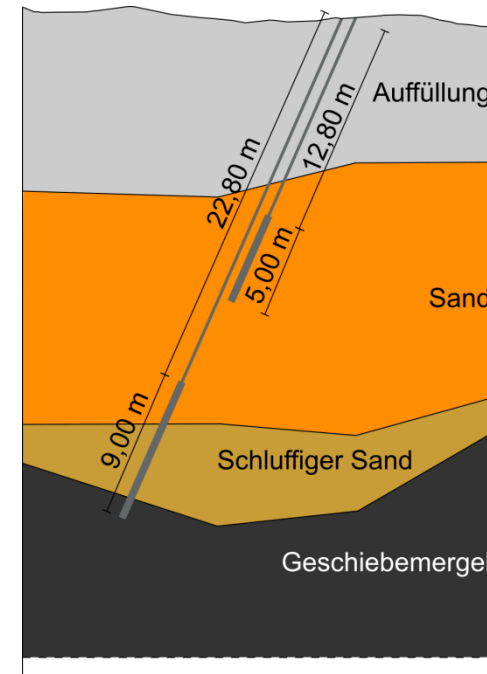 Auffüllung
12,80 m
22,80 m
5,00 m
Sand
9,00 m
Schluffiger Sand
Geschiebemergel